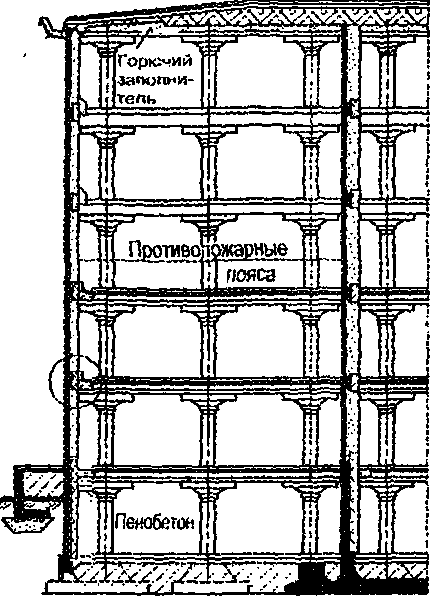 Горючий
заполни-
тель
Противопожарные
пояса
Пенобетон